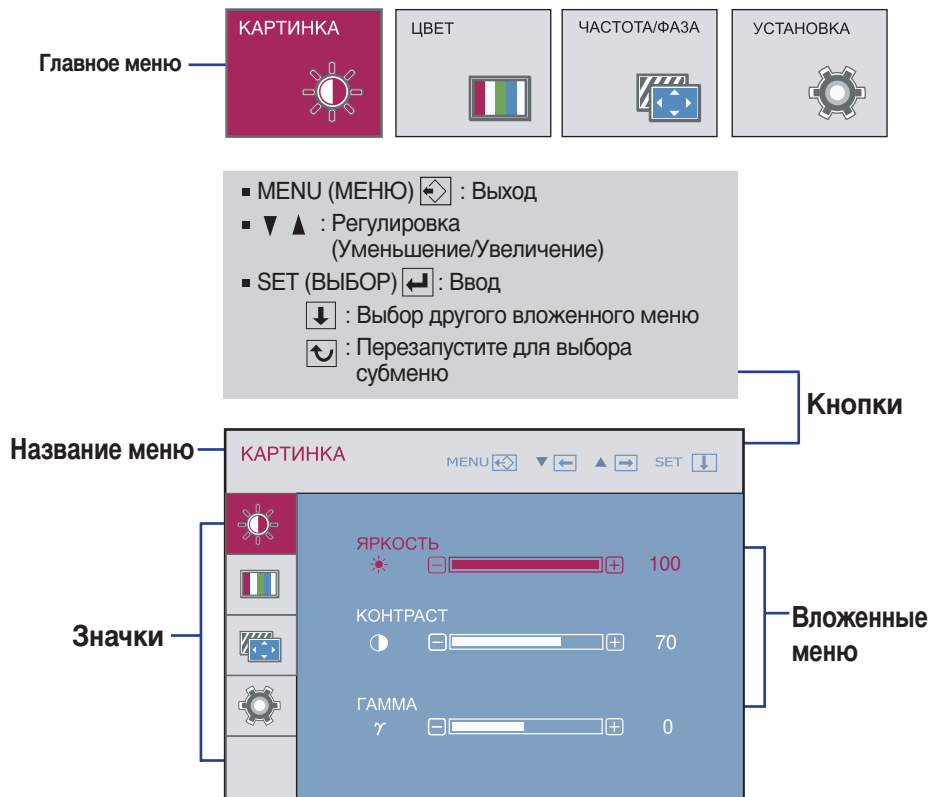 КАРТИНКА
ЦВЕТ
ЧАСТОТА/ФАЗА
УСТАНОВКА
Главное меню
MENU (МЕНЮ) : Выход
▼ ▲ : Регулировка
(Уменьшение/Увеличение)
SET (ВЫБОР) : Ввод
: Выбор другого вложенного меню
: Перезапустите для выбора
субменю
Кнопки
Название меню
КАРТИНКА
MENU ▼ ▲ SET
ЯРКОСТЬ
100
КОНТРАСТ
70
ГАММА
γ 0
Значки
Вложенные
меню